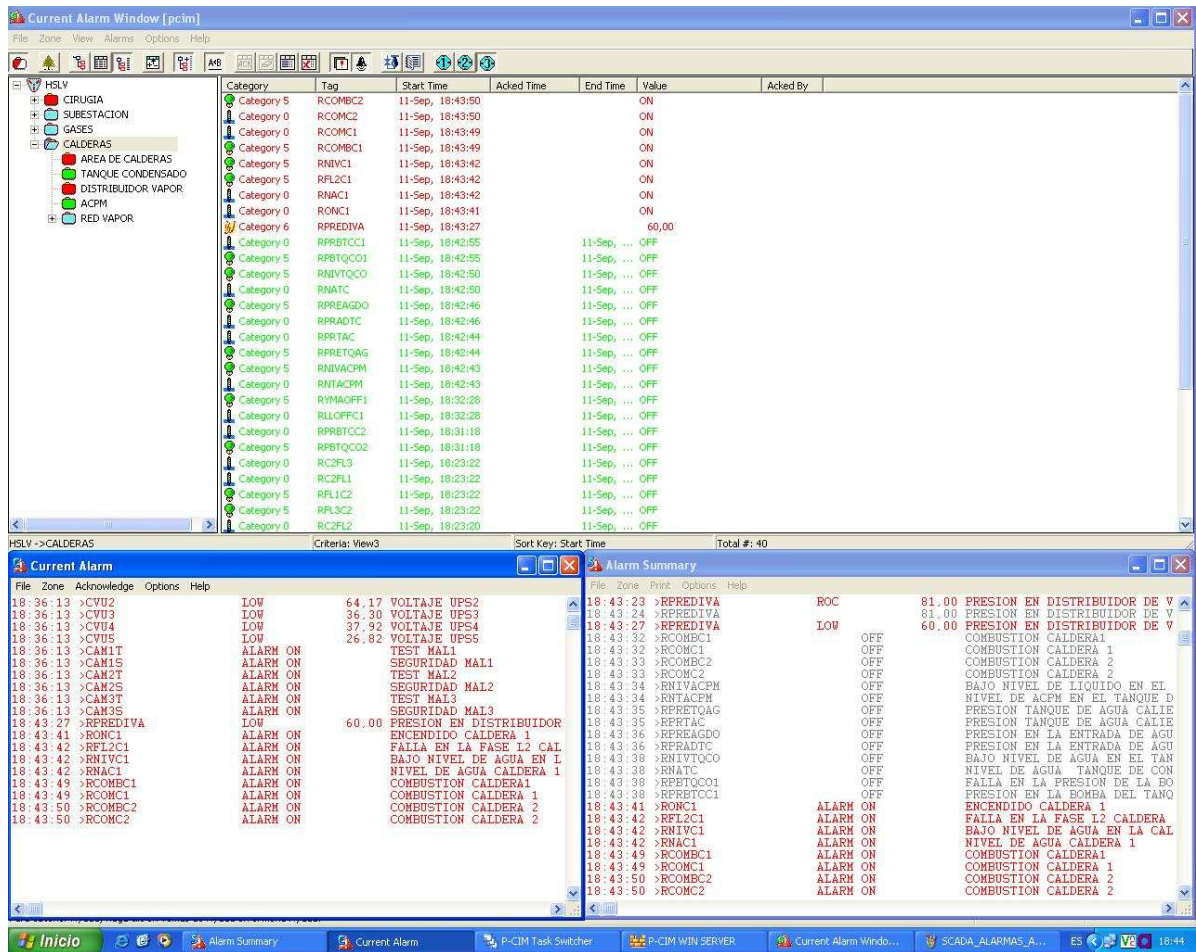 Current Alarm Window [pcim]
File Zone View Alarms Options Help
HSLV
CIRUGIA
SUBESTACION
GASES
CALDERAS
AREA DE CALDERAS
TANQUE CONDENSADO
DISTRIBUIDOR VAPOR
ACPM
RED VAPOR
Category Tag Start Time Acked Time End Time Value Acked By
Category 5 RCOMBC2 11-Sep, 18:43:50 ON
Category 0 RCOMC2 11-Sep, 18:43:50 ON
Category 0 RCOMC1 11-Sep, 18:43:49 ON
Category 5 RCOMBC1 11-Sep, 18:43:49 ON
Category 5 RNIVC1 11-Sep, 18:43:42 ON
Category 5 RFL2C1 11-Sep, 18:43:42 ON
Category 0 RNAC1 11-Sep, 18:43:42 ON
Category 0 RONC1 11-Sep, 18:43:41 ON
Category 6 RPREDIVA 11-Sep, 18:43:27 60,00
Category 0 RPRBTCC1 11-Sep, 18:42:55 11-Sep, ... OFF
Category 5 RPBTQCO1 11-Sep, 18:42:55 11-Sep, ... OFF
Category 5 RNIVTQCO 11-Sep, 18:42:50 11-Sep, ... OFF
Category 0 RNATC 11-Sep, 18:42:50 11-Sep, ... OFF
Category 5 RPREAGDO 11-Sep, 18:42:46 11-Sep, ... OFF
Category 0 RPRADTC 11-Sep, 18:42:46 11-Sep, ... OFF
Category 0 RPRTAC 11-Sep, 18:42:44 11-Sep, ... OFF
Category 5 RPRETQAG 11-Sep, 18:42:44 11-Sep, ... OFF
Category 5 RNIVACPM 11-Sep, 18:42:43 11-Sep, ... OFF
Category 0 RNTACPM 11-Sep, 18:42:43 11-Sep, ... OFF
Category 5 RYMAOFF1 11-Sep, 18:32:28 11-Sep, ... OFF
Category 0 RLLOFFC1 11-Sep, 18:32:28 11-Sep, ... OFF
Category 0 RPRBTCC2 11-Sep, 18:31:18 11-Sep, ... OFF
Category 5 RPBTQCO2 11-Sep, 18:31:18 11-Sep, ... OFF
Category 0 RC2FL3 11-Sep, 18:23:22 11-Sep, ... OFF
Category 0 RC2FL1 11-Sep, 18:23:22 11-Sep, ... OFF
Category 5 RFL1C2 11-Sep, 18:23:22 11-Sep, ... OFF
Category 5 RFL3C2 11-Sep, 18:23:22 11-Sep, ... OFF
Category 0 RC2FL2 11-Sep, 18:23:20 11-Sep, ... OFF
HSLV ->CALDERAS Criteria: View3 Sort Key: Start Time Total #: 40
Current Alarm
File Zone Acknowledge Options Help
18:36:13 >CVU2 LOW 64,17 VOLTAJE UPS2
18:36:13 >CVU3 LOW 36,30 VOLTAJE UPS3
18:36:13 >CVU4 LOW 37,92 VOLTAJE UPS4
18:36:13 >CVU5 LOW 26,82 VOLTAJE UPS5
18:36:13 >CAM1T ALARM ON TEST MAL1
18:36:13 >CAM1S ALARM ON SEGURIDAD MAL1
18:36:13 >CAM2T ALARM ON TEST MAL2
18:36:13 >CAM2S ALARM ON SEGURIDAD MAL2
18:36:13 >CAM3T ALARM ON TEST MAL3
18:36:13 >CAM3S ALARM ON SEGURIDAD MAL3
18:43:27 >RPREDIVA LOW 60,00 PRESION EN DISTRIBUIDOR
18:43:41 >RONC1 ALARM ON ENCENDIDO CALDERA 1
18:43:42 >RFL2C1 ALARM ON FALLA EN LA FASE L2 CAL
18:43:42 >RNIVC1 ALARM ON BAJO NIVEL DE AGUA EN L
18:43:42 >RNAC1 ALARM ON NIVEL DE AGUA CALDERA 1
18:43:49 >RCOMBC1 ALARM ON COMBUSTION CALDERA1
18:43:49 >RCOMC1 ALARM ON COMBUSTION CALDERA 1
18:43:50 >RCOMBC2 ALARM ON COMBUSTION CALDERA 2
18:43:50 >RCOMC2 ALARM ON COMBUSTION CALDERA 2
Alarm Summary
File Zone Print Options Help
18:43:23 >RPREDIVA ROC 81,00 PRESION EN DISTRIBUIDOR DE V
18:43:24 >RPREDIVA 81,00 PRESION EN DISTRIBUIDOR DE V
18:43:27 >RPREDIVA LOW 60,00 PRESION EN DISTRIBUIDOR DE V
18:43:32 >RCOMBC1 OFF COMBUSTION CALDERA1
18:43:32 >RCOMC1 OFF COMBUSTION CALDERA 1
18:43:33 >RCOMBC2 OFF COMBUSTION CALDERA 2
18:43:33 >RCOMC2 OFF COMBUSTION CALDERA 2
18:43:34 >RNIVACPM OFF BAJO NIVEL DE LIQUIDO EN EL
18:43:34 >RNTACPM OFF NIVEL DE ACPM EN EL TANQUE D
18:43:35 >RPRETQAG OFF PRESION TANQUE DE AGUA CALIE
18:43:35 >RPRTAC OFF PRESION TANQUE DE AGUA CALIE
18:43:36 >RPREAGDO OFF PRESION EN LA ENTRADA DE AGU
18:43:36 >RPRADTC OFF PRESION EN LA ENTRADA DE AGU
18:43:38 >RNIVTQCO OFF BAJO NIVEL DE AGUA EN EL TAN
18:43:38 >RNATC OFF NIVEL DE AGUA TANQUE DE CON
18:43:38 >RPBTQCO1 OFF FALLA EN LA PRESION DE LA BO
18:43:38 >RPRBTCC1 OFF PRESION EN LA BOMBA DEL TANQ
18:43:41 >RONC1 ALARM ON ENCENDIDO CALDERA 1
18:43:42 >RFL2C1 ALARM ON FALLA EN LA FASE L2 CALDERA
18:43:42 >RNIVC1 ALARM ON BAJO NIVEL DE AGUA EN LA CAL
18:43:42 >RNAC1 ALARM ON NIVEL DE AGUA CALDERA 1
18:43:49 >RCOMBC1 ALARM ON COMBUSTION CALDERA1
18:43:49 >RCOMC1 ALARM ON COMBUSTION CALDERA 1
18:43:50 >RCOMBC2 ALARM ON COMBUSTION CALDERA 2
18:43:50 >RCOMC2 ALARM ON COMBUSTION CALDERA 2
Inicio Alarm Summary Current Alarm P-CIM Task Switcher P-CIM WIN SERVER Current Alarm Windo... SCADA_ALARMAS_A... ES 18:44